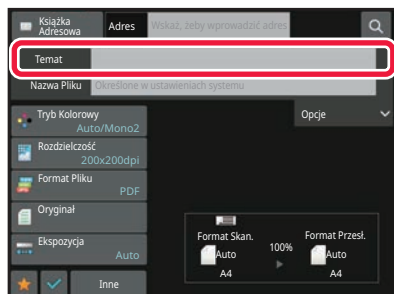 Książka
Adresowa
Adres
Wskaż, żeby wprowadzić adres
Temat
Nazwa Pliku
Określone w ustawieniach systemu
Tryb Kolorowy
Auto/Mono2
Opcje
Rozdzielczość
200x200dpi
Format Pliku
PDF
Oryginał
Ekspozycja
Auto
Format Skan.
100%
Format Przesł.
Auto
Auto
A4
A4
Inne